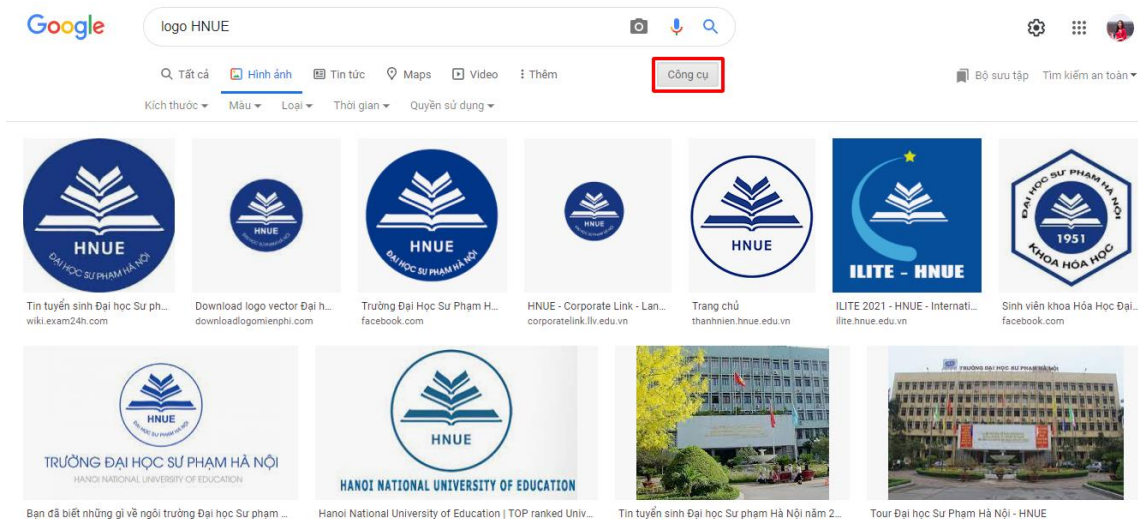 Google
logo HNUE
Tất cả Hình ảnh Tin tức Maps Video Thêm Công cụ Bộ sưu tập Tìm kiếm an toàn
Kích thước Màu Loại Thời gian Quyền sử dụng
HNUE
ĐẠI HỌC SƯ PHẠM HÀ NỘI
HNUE
HNUE
ĐẠI HỌC SƯ PHẠM HÀ NỘI
HNUE
HNUE
ILITE - HNUE
ĐẠI HỌC SƯ PHẠM HÀ NỘI
1951
KHOA HÓA HỌC
Tin tuyển sinh Đại học Sư ph...
wiki.exam24h.com
Download logo vector Đại h...
downloadlogomienphi.com
Trường Đại Học Sư Phạm H...
facebook.com
HNUE - Corporate Link - Lan...
corporatelink.llv.edu.vn
Trang chủ
thanhnien.hnue.edu.vn
ILITE 2021 - HNUE - Internati...
ilite.hnue.edu.vn
Sinh viên khoa Hóa Học Đại...
facebook.com
HNUE
ĐẠI HỌC SƯ PHẠM HÀ NỘI
TRƯỜNG ĐẠI HỌC SƯ PHẠM HÀ NỘI
HANOI NATIONAL UNIVERSITY OF EDUCATION
HNUE
HANOI NATIONAL UNIVERSITY OF EDUCATION
TRƯỜNG ĐẠI HỌC SƯ PHẠM HÀ NỘI
Bạn đã biết những gì về ngôi trường Đại học Sư phạm ...
Hanoi National University of Education | TOP ranked Univ...
Tin tuyển sinh Đại học Sư phạm Hà Nội năm 2...
Tour Đại học Sư Phạm Hà Nội - HNUE